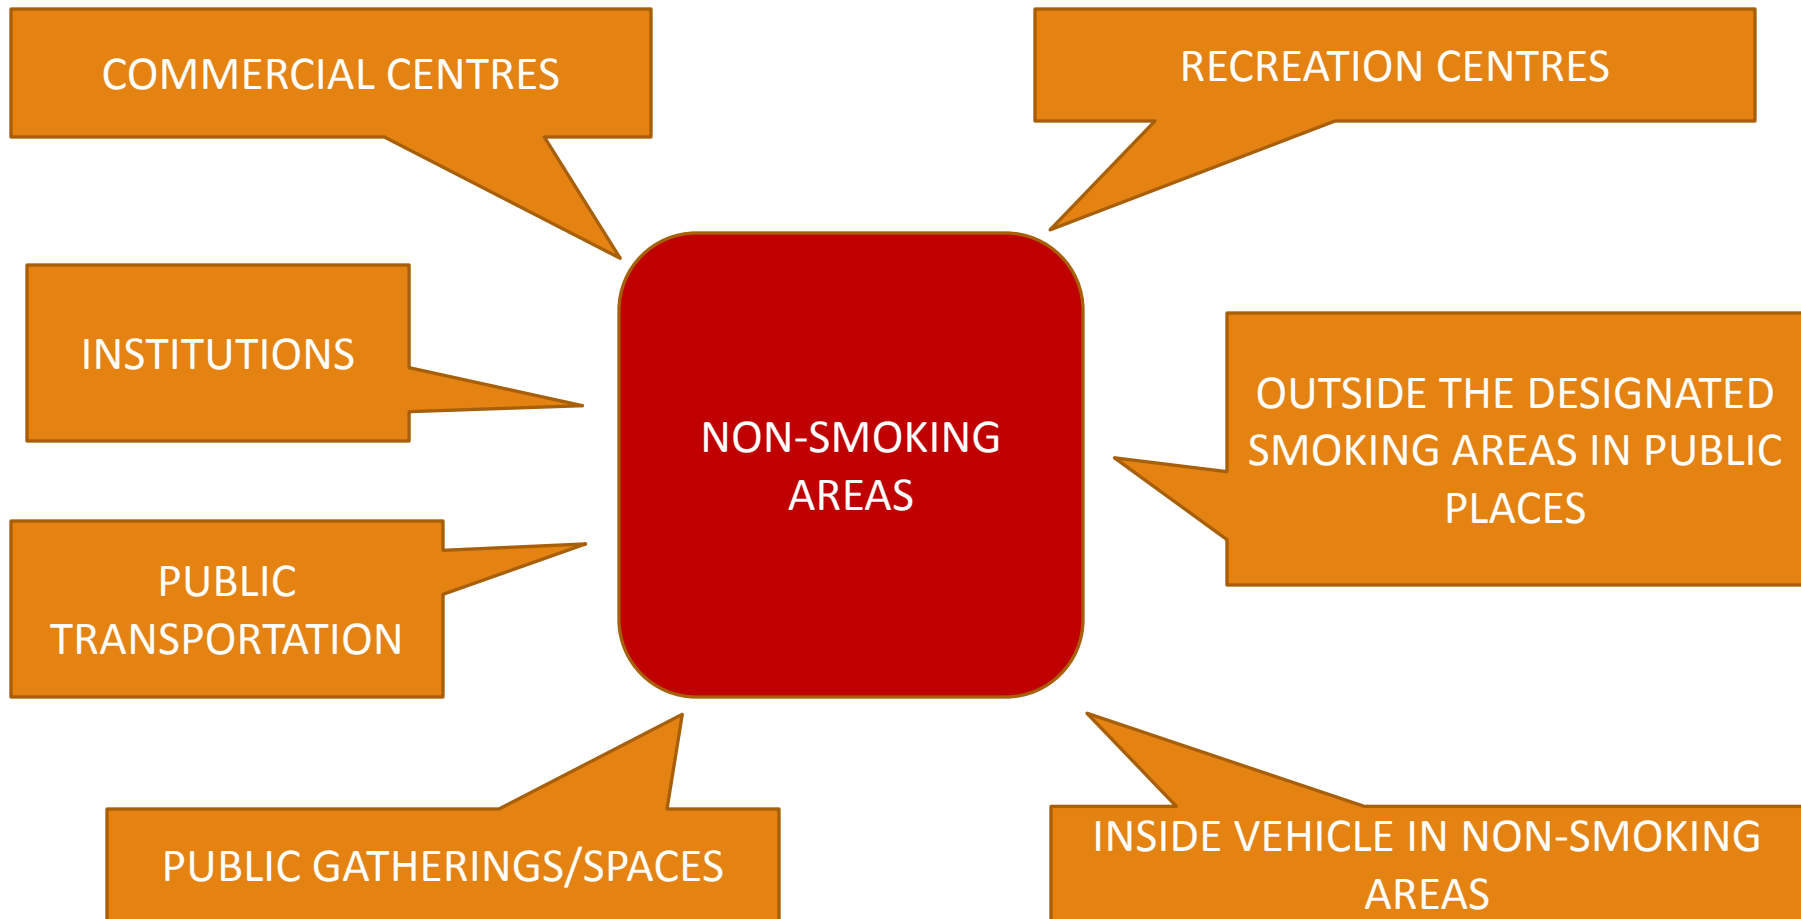 COMMERCIAL CENTRES
RECREATION CENTRES
INSTITUTIONS
NON-SMOKING
AREAS
OUTSIDE THE DESIGNATED
SMOKING AREAS IN PUBLIC
PLACES
PUBLIC
TRANSPORTATION
PUBLIC GATHERINGS/SPACES
INSIDE VEHICLE IN NON-SMOKING
AREAS